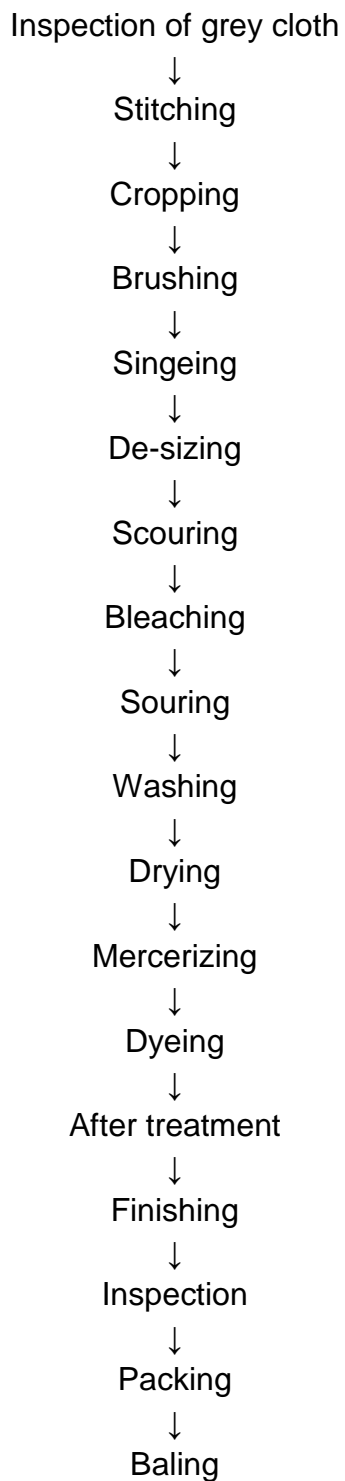 Inspection of grey cloth
↓
Stitching
↓
Cropping
↓
Brushing
↓
Singeing
↓
De-sizing
↓
Scouring
↓
Bleaching
↓
Souring
↓
Washing
↓
Drying
↓
Mercerizing
↓
Dyeing
↓
After treatment
↓
Finishing
↓
Inspection
↓
Packing
↓
Baling